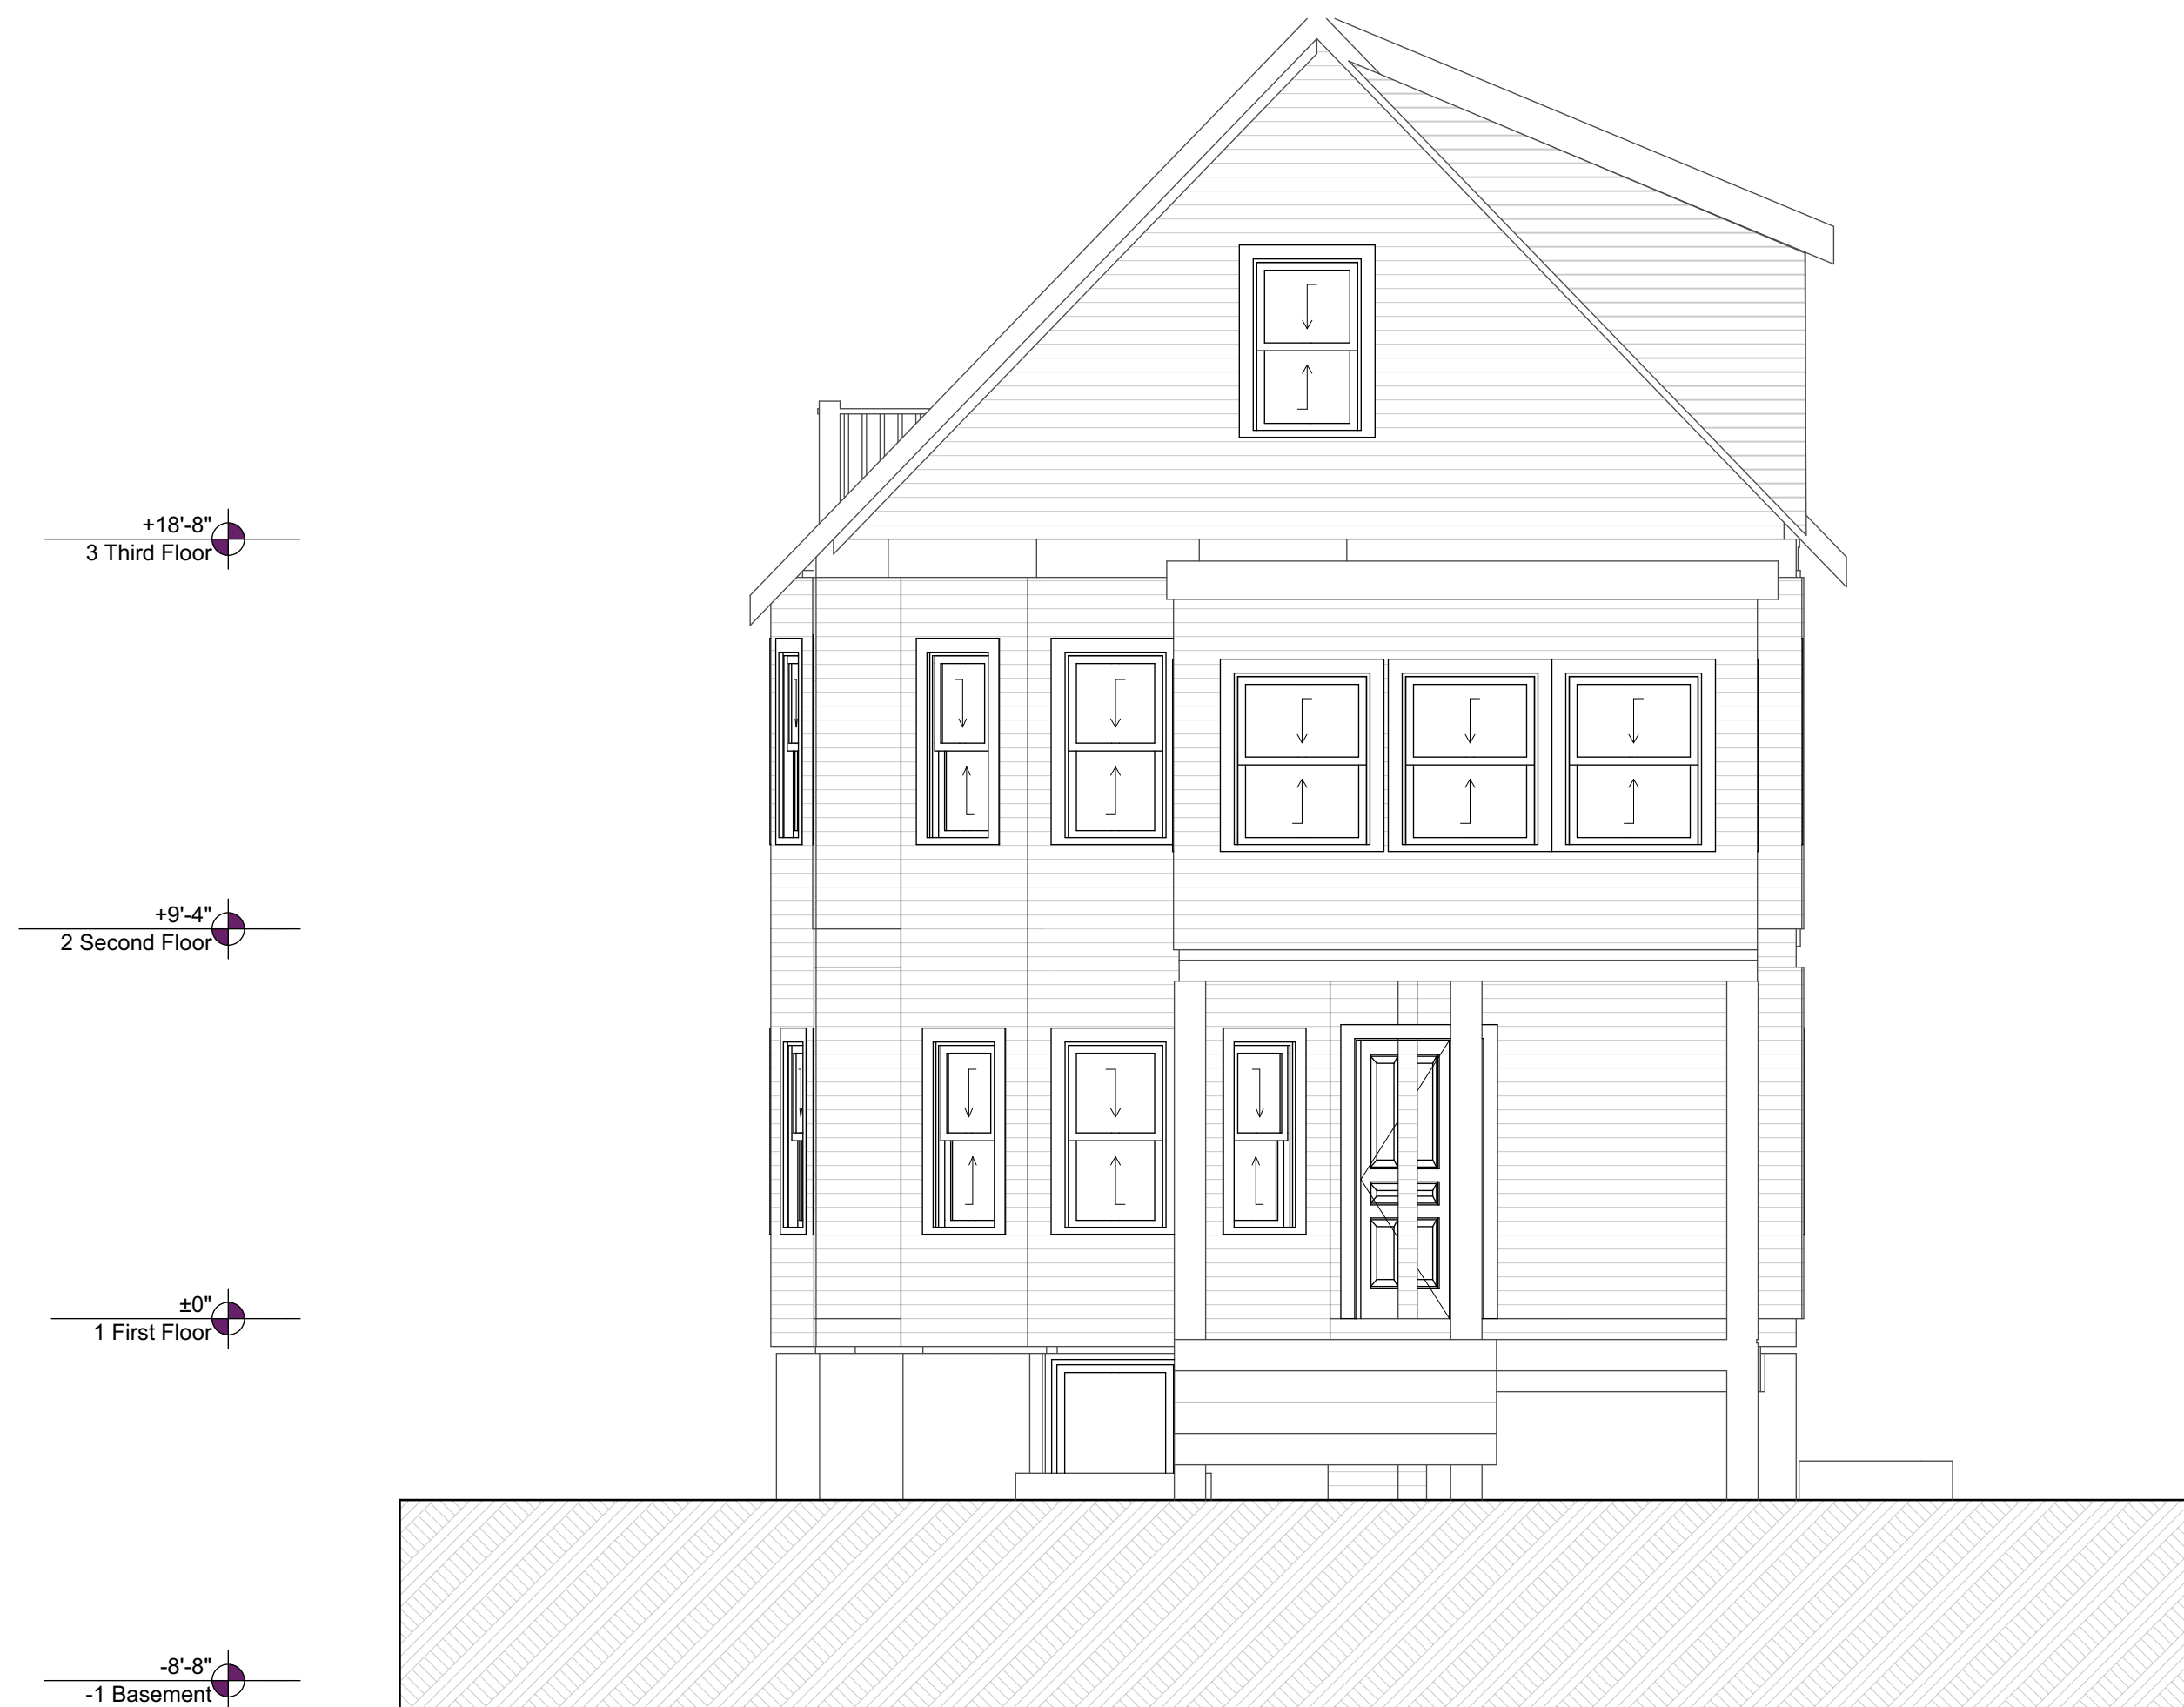 +18'-8"
3 Third Floor
+9'-4"
2 Second Floor
±0"
1 First Floor
-8'-8"
-1 Basement